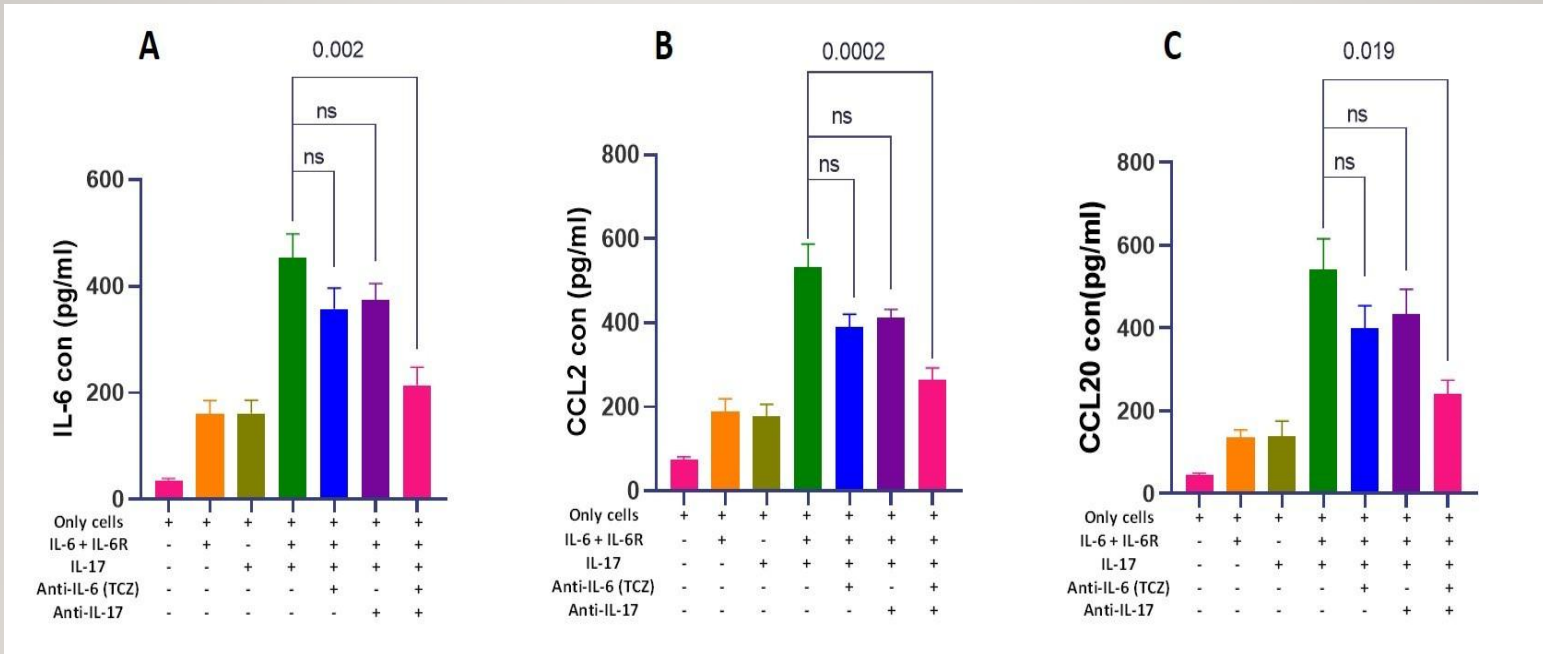 A
0.002
ns
ns
600
400
200
0
IL-6 con (pg/ml)
Only cells + + + + + + +
IL-6 + IL-6R - + - + + + +
IL-17 - - + + + + +
Anti-IL-6 (TCZ) - - - - + - +
Anti-IL-17 - - - - - + +
B
0.0002
ns
ns
800
600
400
200
0
CCL2 con (pg/ml)
Only cells + + + + + + +
IL-6 + IL-6R - + - + + + +
IL-17 - - + + + + +
Anti-IL-6 (TCZ) - - - - + - +
Anti-IL-17 - - - - - + +
C
0.019
ns
ns
800
600
400
200
0
CCL20 con(pg/ml)
Only cells + + + + + + +
IL-6 + IL-6R - + - + + + +
IL-17 - - + + + + +
Anti-IL-6 (TCZ) - - - - + - +
Anti-IL-17 - - - - - + +